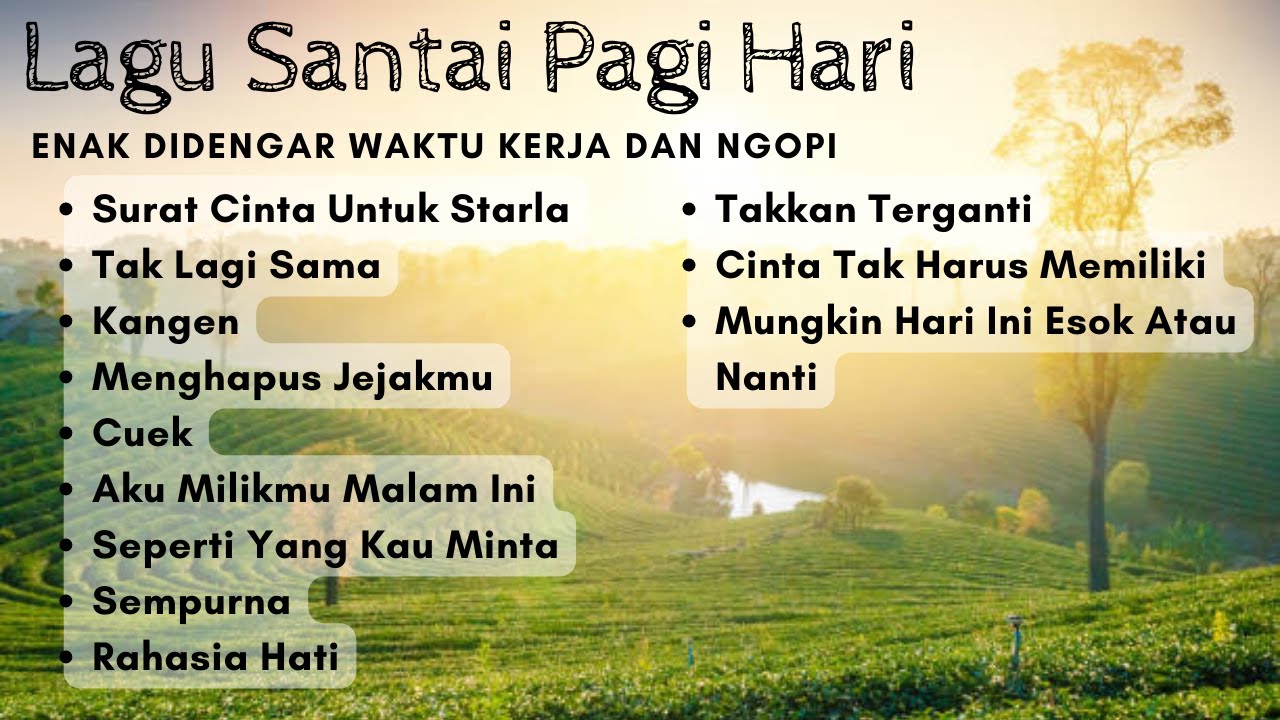 Lagu Santai Pagi Hari
ENAK DIDENGAR WAKTU KERJA DAN NGOPI
• Surat Cinta Untuk Starla
• Tak Lagi Sama
• Kangen
• Menghapus Jejakmu
• Cuek
• Aku Milikmu Malam Ini
• Seperti Yang Kau Minta
• Sempurna
• Rahasia Hati
• Takkan Terganti
• Cinta Tak Harus Memiliki
• Mungkin Hari Ini Esok Atau
Nanti